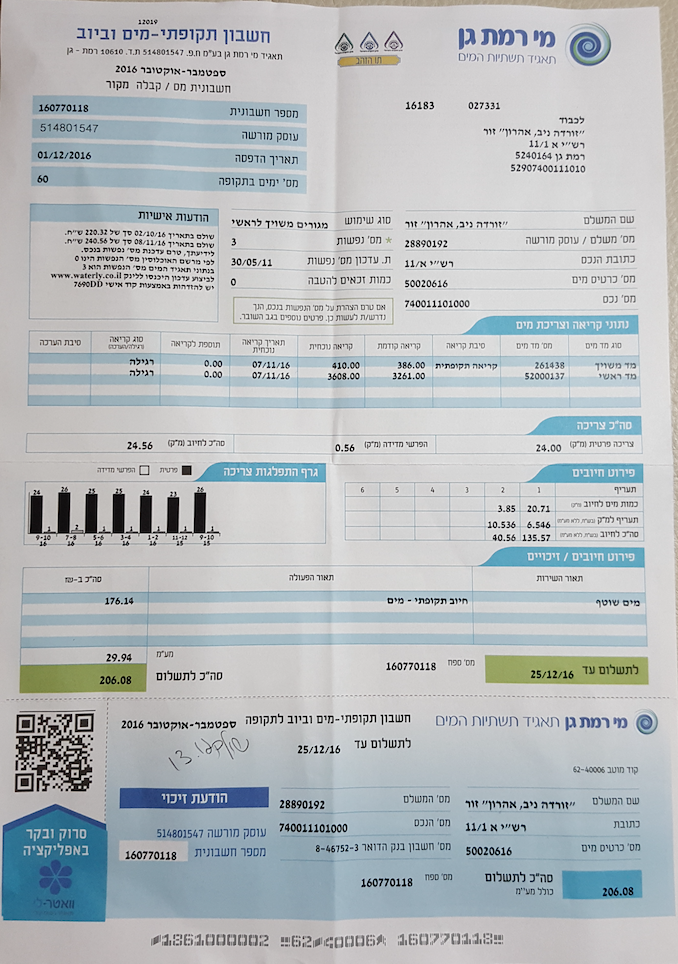 12019
חשבון תקופתי-מים וביוב
תאגיד מי רמת גן בע"מ ח.פ. 514801547 ת.ד. 10610 רמת - גן
ספטמבר-אוקטובר 2016
חשבונית מס / קבלה מקור
מספר חשבונית 160770118
עוסק מורשה 514801547
תאריך הדפסה 01/12/2016
מס' ימים בתקופה 60
תו הזהב
מי רמת גן
תאגיד תשתיות המים
16183 027331
לכבוד
"זורדה ניב, אהרון" זור
רש"י א 11/1
רמת גן 5240164
52907400111010
שם המשלם "זורדה ניב, אהרון" זור
מס' משלם / עוסק מורשה 28890192
כתובת הנכס רש"י א/11
מס' כרטיס מים 50020616
מס' נכס 740011101000
סוג שימוש מגורים משויך לראשי
* מס' נפשות 3
ת. עדכון מס' נפשות 30/05/11
כמות זכאים להטבה 0
אם טרם הצהרת על מס' הנפשות בנכס, הנך
נדרש/ת לעשות כן. פרטים נוספים בגב השובר.
הודעות אישיות
שולם בתאריך 02/10/16 סך של 220.32 ש"ח.
שולם בתאריך 08/11/16 סך של 240.56 ש"ח.
לידיעתך, טרם עדכנת מס' הנפשות בנכס.
לפי מרשם האוכלוסין מס' הנפשות הינו 0
בנתוני תאגיד המים מס' הנפשות הוא 3
לביצוע עדכון היכנסו ללינק www.waterly.co.il
יש להזדהות באמצעות קוד אישי 7690DD
נתוני קריאה וצריכת מים
סוג מד מים מס' מד מים סיבת קריאה קריאה קודמת קריאה נוכחית תאריך קריאה נוכחית תוספת לקריאה סוג קריאה (רגילה/הערכה) סיבת הערכה
מד משויך 261438 קריאה תקופתית 386.00 410.00 07/11/16 0.00 רגילה
מד ראשי 52000137 3261.00 3608.00 07/11/16 0.00 רגילה
סה"כ צריכה
צריכה פרטית (מ"ק) 24.00 הפרשי מדידה (מ"ק) 0.56 סה"כ לחיוב (מ"ק) 24.56
פירוט חיובים
תעריף 1 2 3 4 5 6
כמות מים לחיוב (מ"ק) 20.71 3.85
תעריף למ"ק (בש"ח, ללא מע"מ) 6.546 10.536
סה"כ לחיוב (בש"ח, ללא מע"מ) 135.57 40.56
גרף התפלגות צריכה
פרטית הפרשי מדידה
24 26 25 25 24 23 26
1 2 1 1 1 1 1
9-10 7-8 5-6 3-4 1-2 11-12 9-10
16 16 16 16 16 15 15
פירוט חיובים / זיכויים
תאור השירות תאור הפעולה סה"כ ב-₪
מים שוטף חיוב תקופתי - מים 176.14
מע"מ 29.94
לתשלום עד 25/12/16 מס' ספח 160770118 סה"כ לתשלום 206.08
מי רמת גן תאגיד תשתיות המים
חשבון תקופתי-מים וביוב לתקופה ספטמבר-אוקטובר 2016
לתשלום עד 25/12/16
קוד מוטב 62-40006
שם המשלם "זורדה ניב, אהרון" זור
כתובת רש"י א 11/1
מס' כרטיס מים 50020616
מס' המשלם 28890192
מס' הנכס 740011101000
מס' חשבון בנק הדואר 8-46752-3
הודעת זיכוי
עוסק מורשה 514801547
מספר חשבונית 160770118
סה"כ לתשלום
כולל מע"מ 206.08
מס' ספח 160770118
סרוק ובקר
באפליקציה
וואטר-לי
1861000002 62 40006 160770118